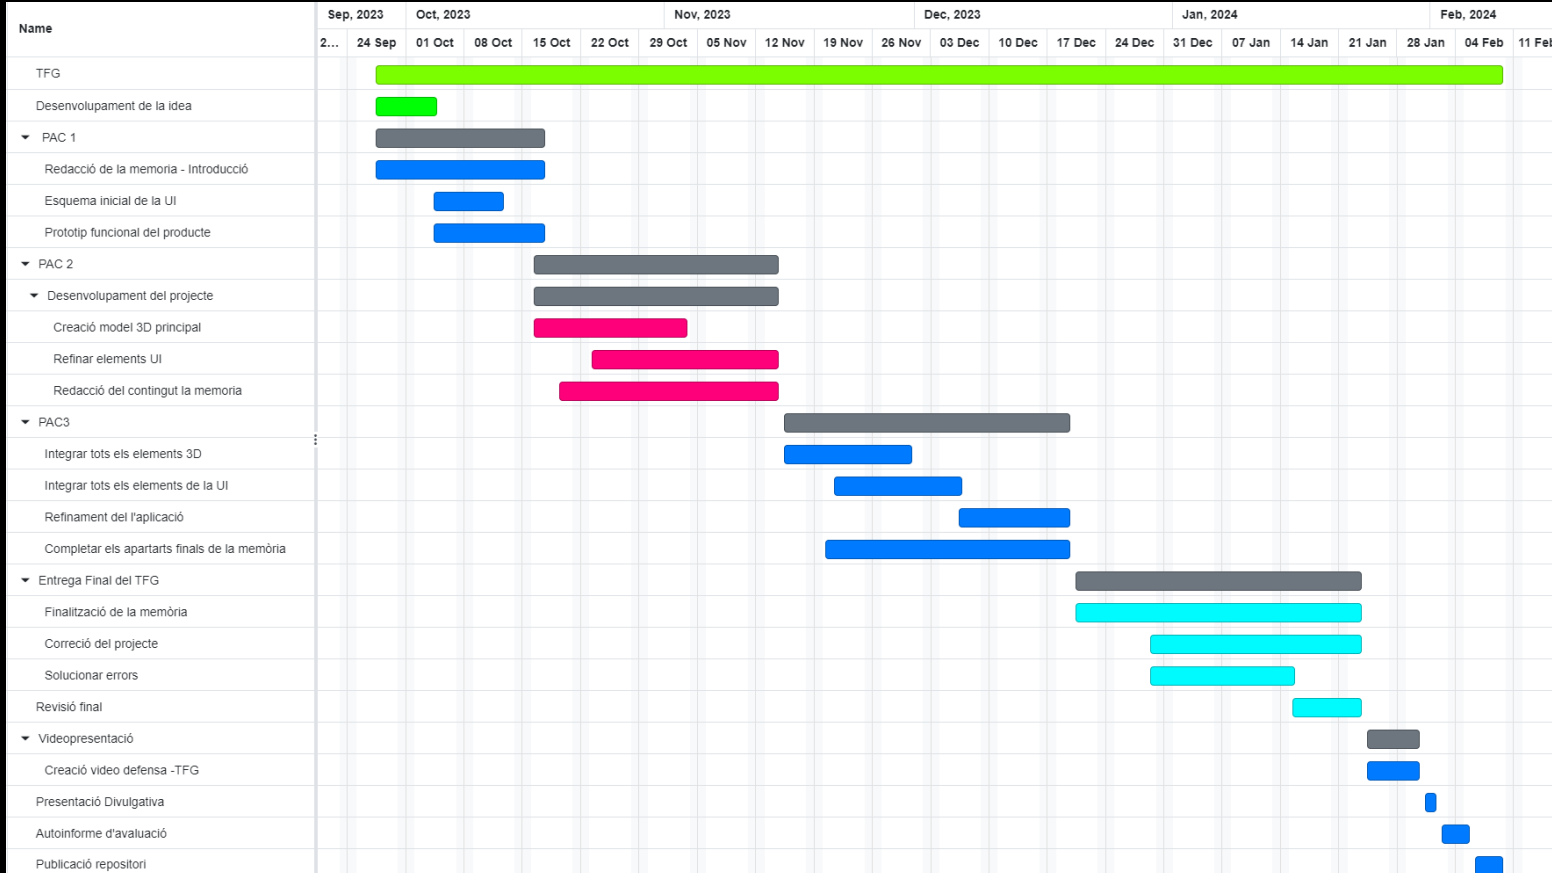 Name
Sep, 2023 Oct, 2023 Nov, 2023 Dec, 2023 Jan, 2024 Feb, 2024
2... 24 Sep 01 Oct 08 Oct 15 Oct 22 Oct 29 Oct 05 Nov 12 Nov 19 Nov 26 Nov 03 Dec 10 Dec 17 Dec 24 Dec 31 Dec 07 Jan 14 Jan 21 Jan 28 Jan 04 Feb 11 Feb
TFG
Desenvolupament de la idea
PAC 1
Redacció de la memoria - Introducció
Esquema inicial de la UI
Prototip funcional del producte
PAC 2
Desenvolupament del projecte
Creació model 3D principal
Refinar elements UI
Redacció del contingut la memoria
PAC3
Integrar tots els elements 3D
Integrar tots els elements de la UI
Refinament del l'aplicació
Completar els apartarts finals de la memòria
Entrega Final del TFG
Finalització de la memòria
Correció del projecte
Solucionar errors
Revisió final
Videopresentació
Creació video defensa -TFG
Presentació Divulgativa
Autoinforme d'avaluació
Publicació repositori